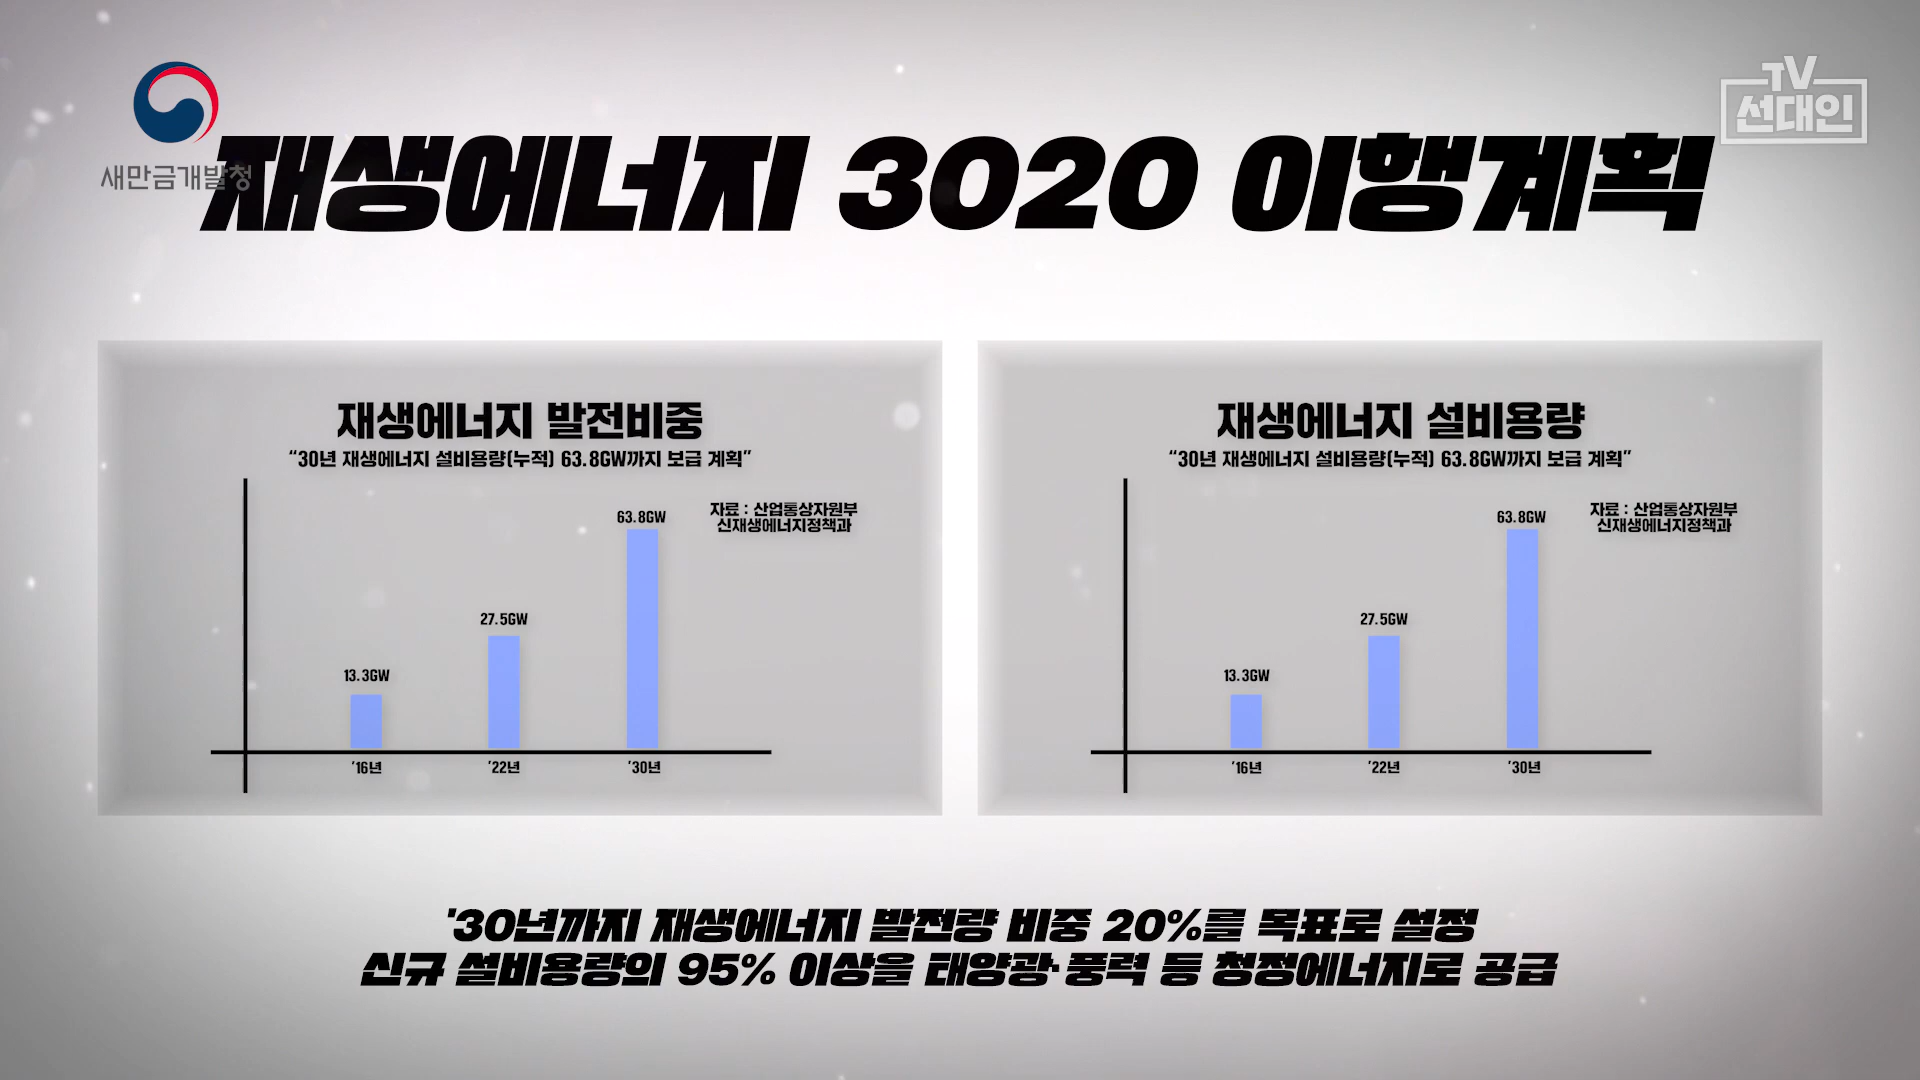 새만금개발청
TV
선대인
재생에너지 3020 이행계획
재생에너지 발전비중
“30년 재생에너지 설비용량(누적) 63.8GW까지 보급 계획”
자료 : 산업통상자원부
신재생에너지정책과
63.8GW
27.5GW
13.3GW
'16년
'22년
'30년
재생에너지 설비용량
“30년 재생에너지 설비용량(누적) 63.8GW까지 보급 계획”
자료 : 산업통상자원부
신재생에너지정책과
63.8GW
27.5GW
13.3GW
'16년
'22년
'30년
'30년까지 재생에너지 발전량 비중 20%를 목표로 설정
신규 설비용량의 95% 이상을 태양광·풍력 등 청정에너지로 공급